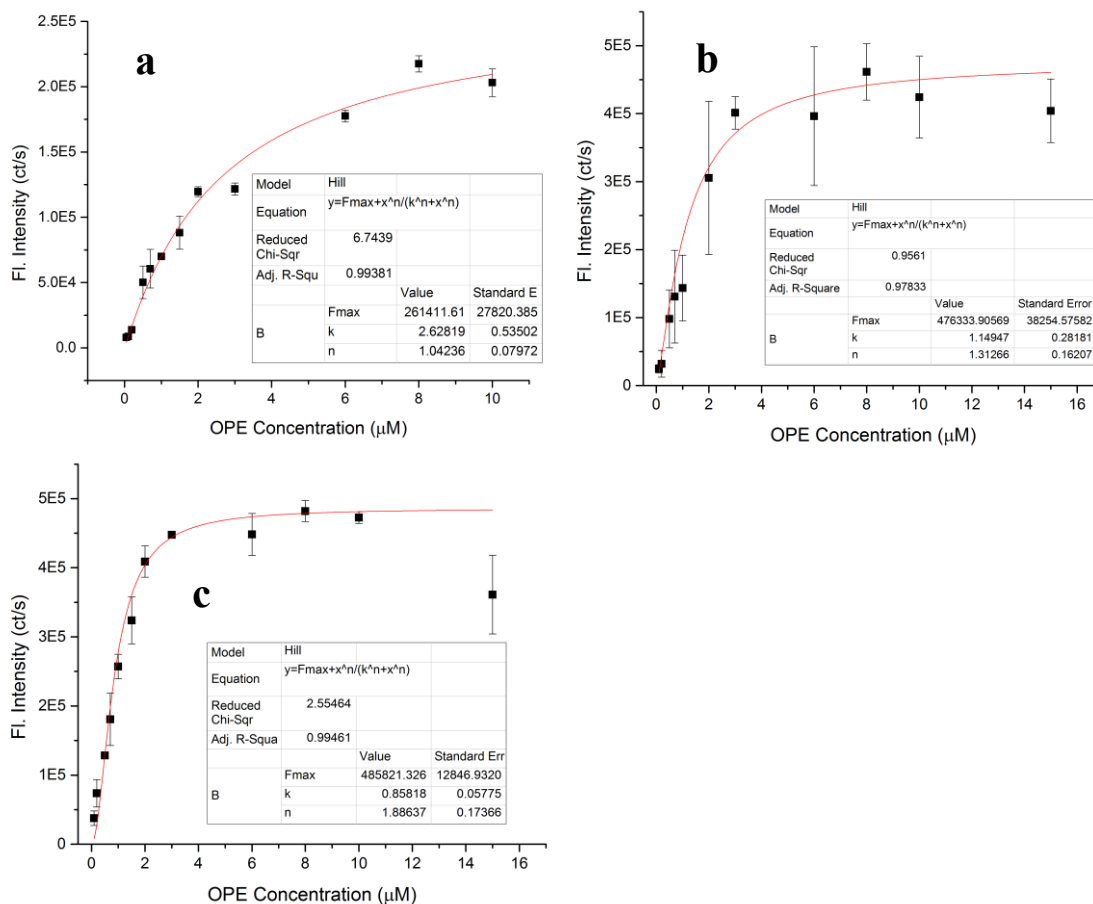 a
2.5E5
2.0E5
1.5E5
1.0E5
5.0E4
0.0
Fl. Intensity (ct/s)
0 2 4 6 8 10
OPE Concentration (µM)
Model Hill
Equation y=Fmax+x^n/(k^n+x^n)
Reduced Chi-Sqr 6.7439
Adj. R-Squ 0.99381
Value Standard E
B Fmax 261411.61 27820.385
k 2.62819 0.53502
n 1.04236 0.07972
b
5E5
4E5
3E5
2E5
1E5
0
Fl. Intensity (ct/s)
0 2 4 6 8 10 12 14 16
OPE Concentration (µM)
Model Hill
Equation y=Fmax+x^n/(k^n+x^n)
Reduced Chi-Sqr 0.9561
Adj. R-Square 0.97833
Value Standard Error
B Fmax 476333.90569 38254.57582
k 1.14947 0.28181
n 1.31266 0.16207
c
5E5
4E5
3E5
2E5
1E5
0
Fl. Intensity (ct/s)
0 2 4 6 8 10 12 14 16
OPE Concentration (µM)
Model Hill
Equation y=Fmax+x^n/(k^n+x^n)
Reduced Chi-Sqr 2.55464
Adj. R-Squa 0.99461
Value Standard Err
B Fmax 485821.326 12846.9320
k 0.85818 0.05775
n 1.88637 0.17366